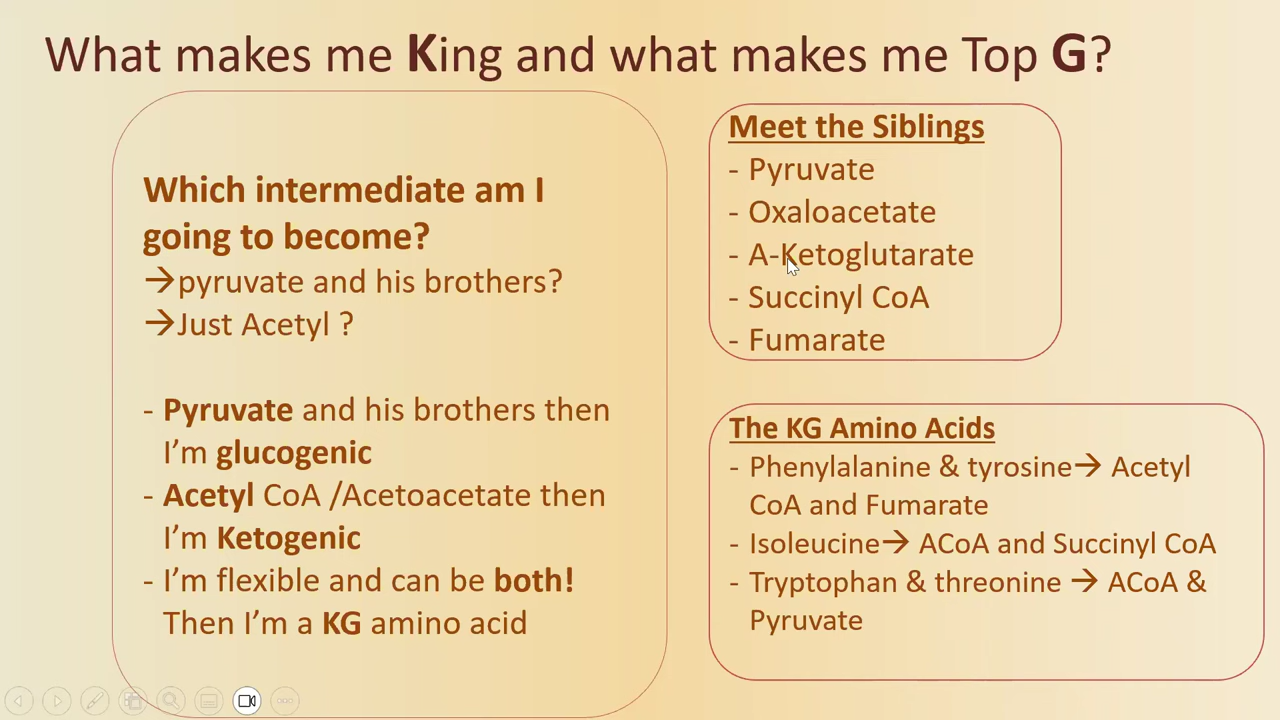 What makes me King and what makes me Top G?
Which intermediate am I
going to become?
→pyruvate and his brothers?
→Just Acetyl ?
- Pyruvate and his brothers then
I’m glucogenic
- Acetyl CoA /Acetoacetate then
I’m Ketogenic
- I’m flexible and can be both!
Then I’m a KG amino acid
Meet the Siblings
- Pyruvate
- Oxaloacetate
- A-Ketoglutarate
- Succinyl CoA
- Fumarate
The KG Amino Acids
- Phenylalanine & tyrosine→ Acetyl
CoA and Fumarate
- Isoleucine→ ACoA and Succinyl CoA
- Tryptophan & threonine → ACoA &
Pyruvate